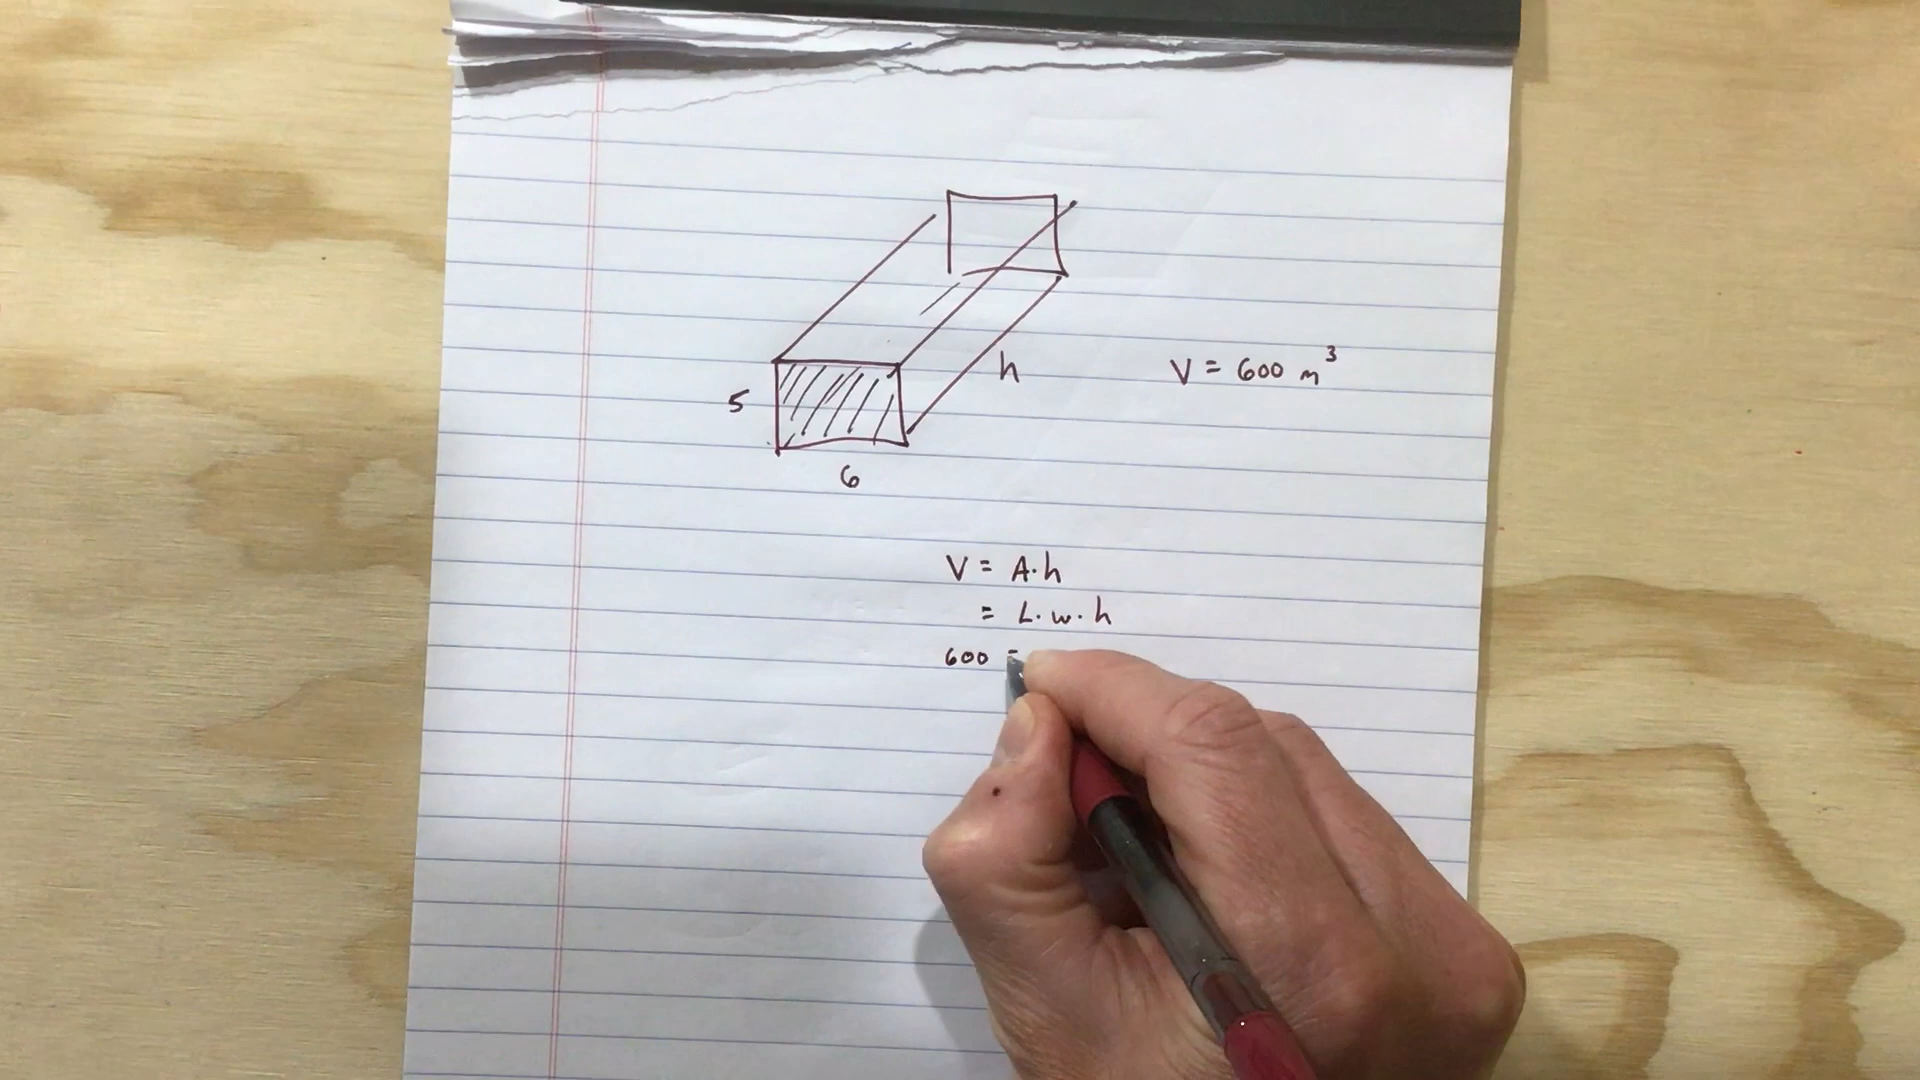 h
V = 600 m³
5
6
V = A·h
= L·w·h
600 =